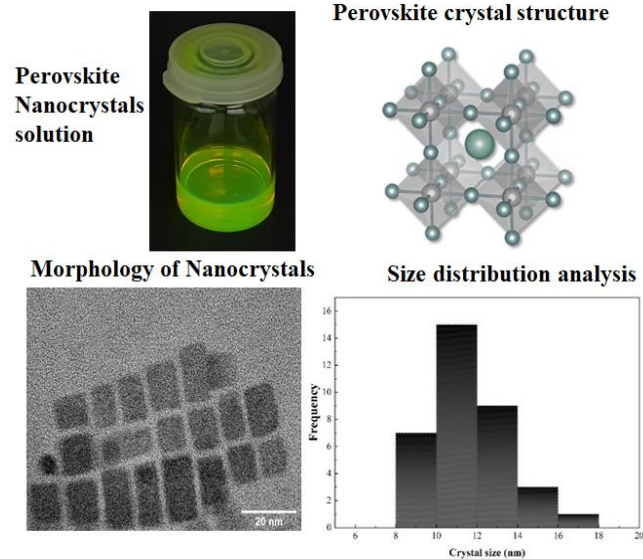 Perovskite crystal structure
Perovskite
Nanocrystals
solution
Morphology of Nanocrystals
Size distribution analysis
20 nm
Frequency
16
14
12
10
8
6
4
2
0
6
8
10
12
14
16
18
20
Crystal size (nm)